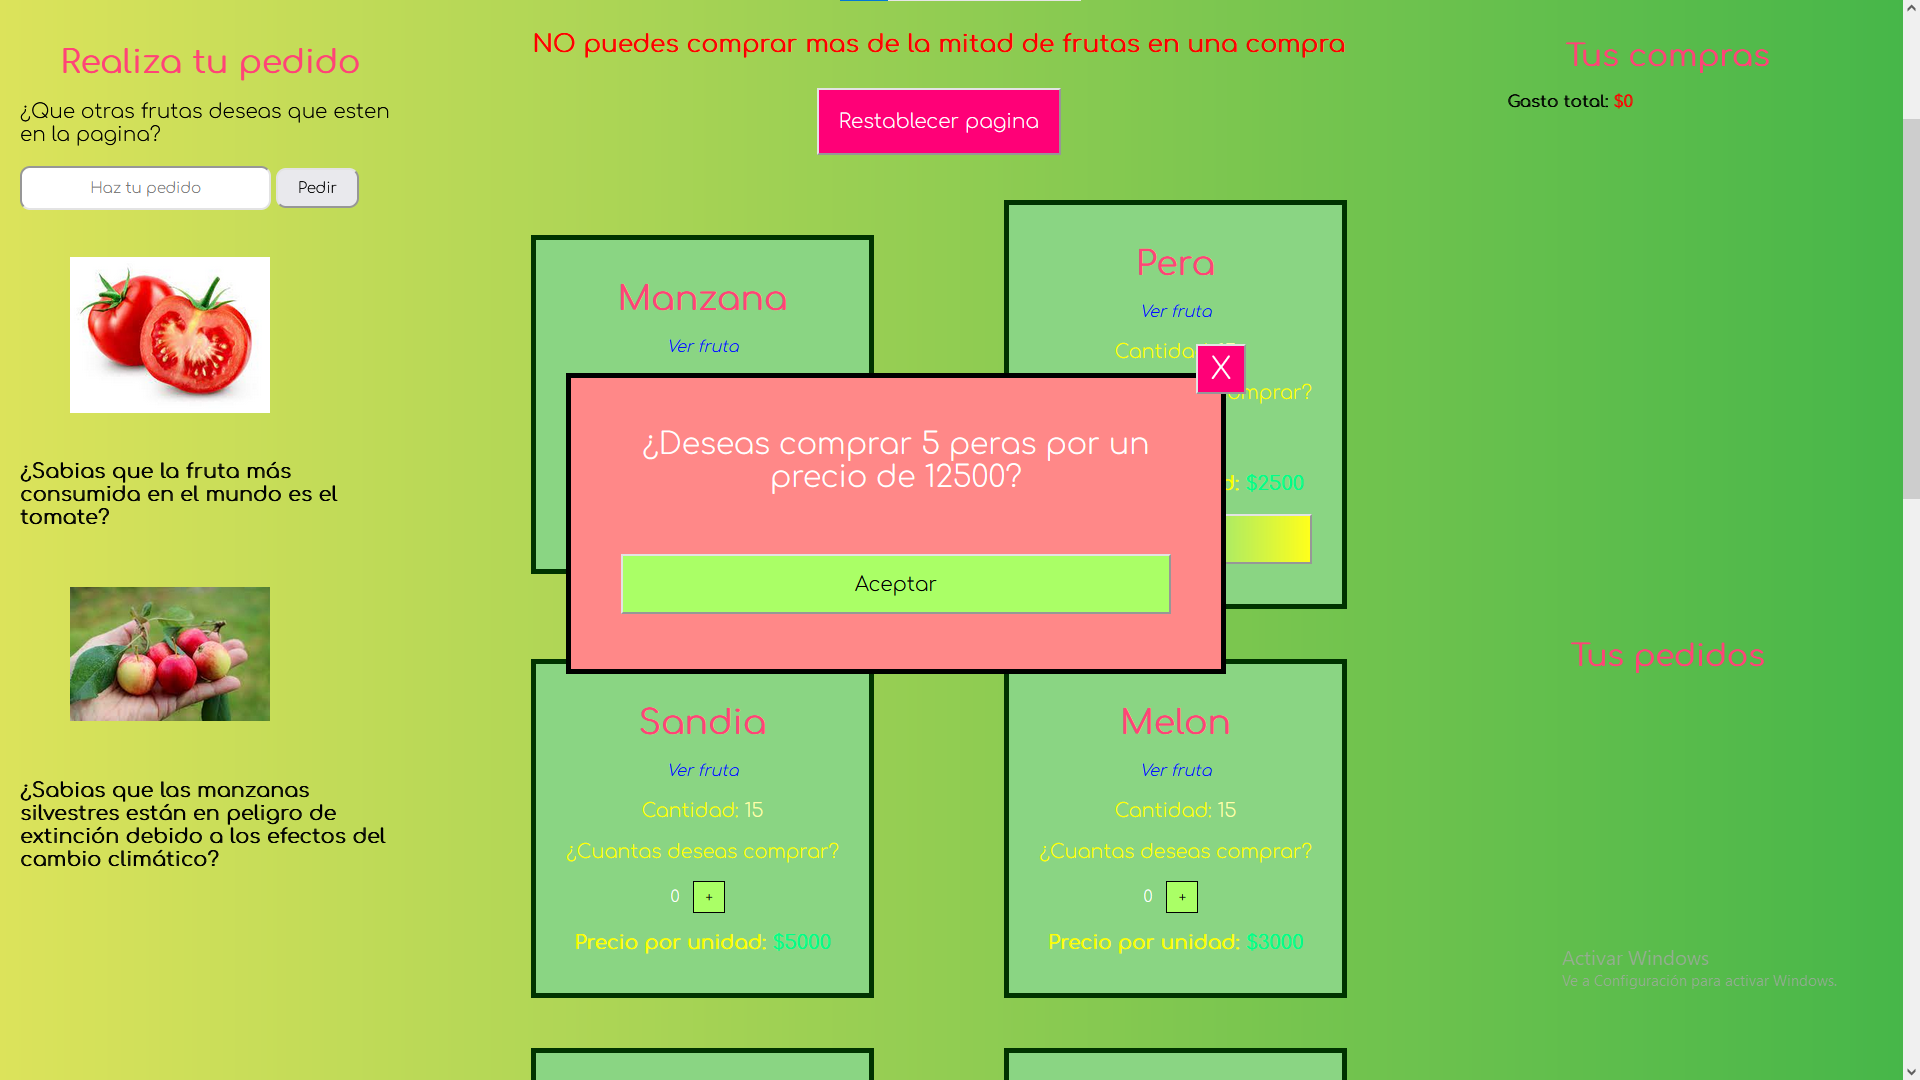 Realiza tu pedido
¿Que otras frutas deseas que esten
en la pagina?
Haz tu pedido
Pedir
¿Sabias que la fruta más
consumida en el mundo es el
tomate?
¿Sabias que las manzanas
silvestres están en peligro de
extinción debido a los efectos del
cambio climático?
NO puedes comprar mas de la mitad de frutas en una compra
Restablecer pagina
Manzana
Ver fruta
Pera
Ver fruta
X
¿Deseas comprar 5 peras por un
precio de 12500?
Aceptar
$2500
Sandia
Ver fruta
Cantidad: 15
¿Cuantas deseas comprar?
0 +
Precio por unidad: $5000
Melon
Ver fruta
Cantidad: 15
¿Cuantas deseas comprar?
0 +
Precio por unidad: $3000
Tus compras
Gasto total: $0
Tus pedidos
Activar Windows
Ve a Configuración para activar Windows.